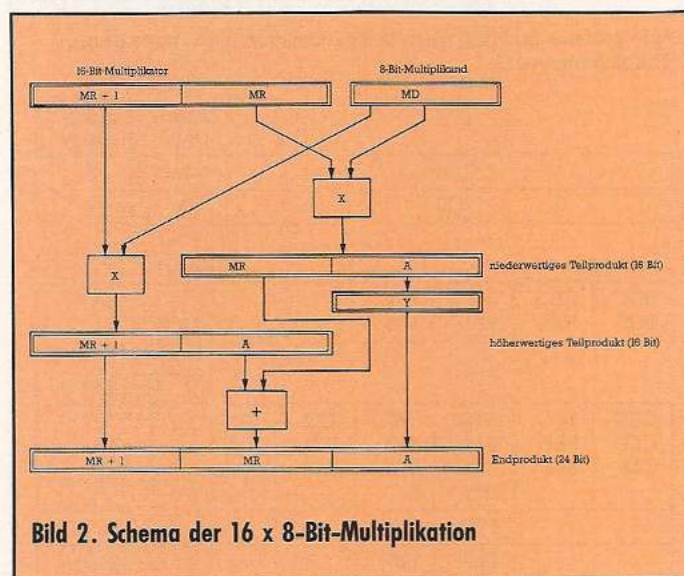 16-Bit-Multiplikator 8-Bit-Multiplikand
MR + 1 MR MD
X
X
MR A niederwertiges Teilprodukt (16 Bit)
Y
MR + 1 A höherwertiges Teilprodukt (16 Bit)
+
MR + 1 MR A Endprodukt (24 Bit)
Bild 2. Schema der 16 x 8-Bit-Multiplikation